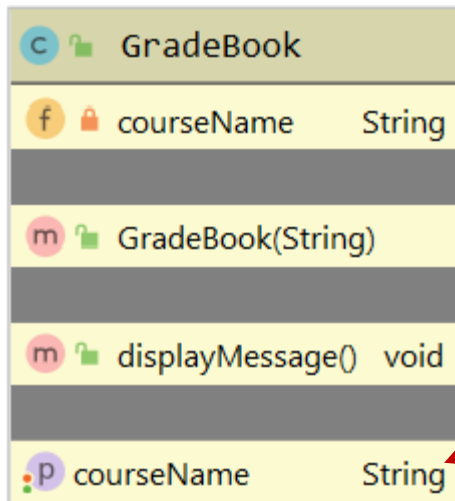 C GradeBook
f courseName String
m GradeBook(String)
m displayMessage() void
p courseName String